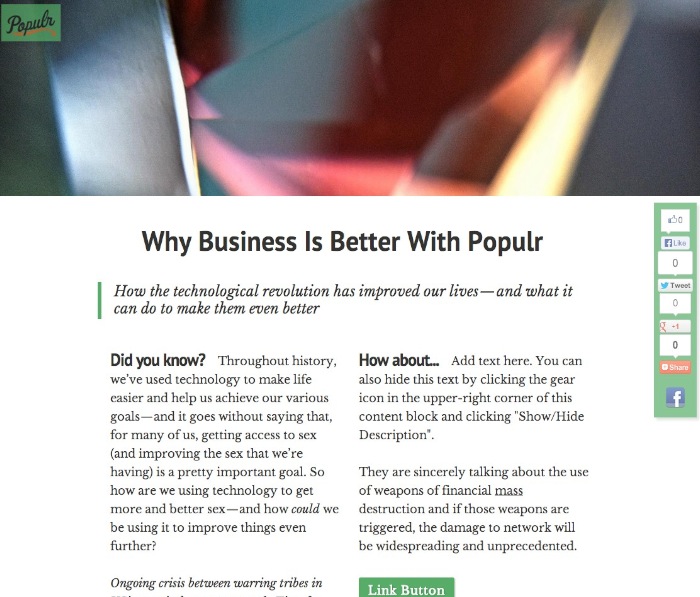 Populr
Why Business Is Better With Populr
How the technological revolution has improved our lives—and what it
can do to make them even better
Did you know? Throughout history,
we've used technology to make life
easier and help us achieve our various
goals—and it goes without saying that,
for many of us, getting access to sex
(and improving the sex that we're
having) is a pretty important goal. So
how are we using technology to get
more and better sex—and how could we
be using it to improve things even
further?
Ongoing crisis between warring tribes in
How about... Add text here. You can
also hide this text by clicking the gear
icon in the upper-right corner of this
content block and clicking "Show/Hide
Description".
They are sincerely talking about the use
of weapons of financial mass
destruction and if those weapons are
triggered, the damage to network will
be widespread and unprecedented.
Link Button
0
Like
0
Tweet
0
+1
0
Share